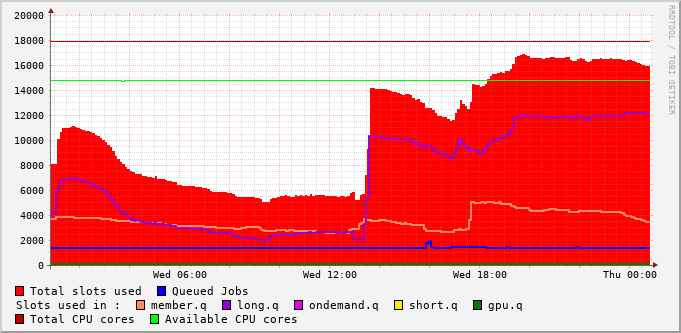 20000
18000
16000
14000
12000
10000
8000
6000
4000
2000
0
Wed 06:00 Wed 12:00 Wed 18:00 Thu 00:00
RRDTOOL / TOBI OETIKER
Total slots used Queued Jobs
Slots used in : member.q long.q ondemand.q short.q gpu.q
Total CPU cores Available CPU cores